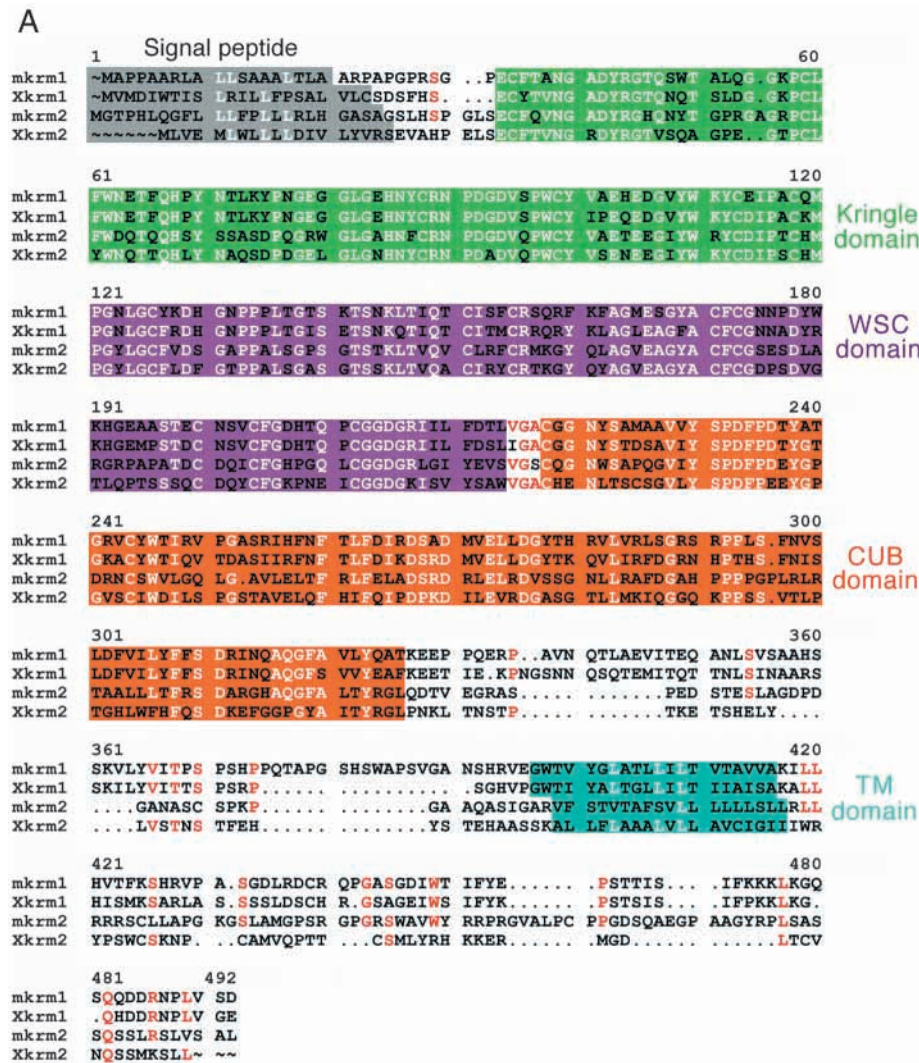 A
1 60
Signal peptide
mkrm1 ~MAPPAARLA LLSAAALTLA ARPAPGPRSG ..PECFTANG ADYRGTQSWT ALQG.GKPCL
Xkrm1 ~MVMDIWTIS LRILLFPSAL VLCSDSFHS. ...ECYTVNG ADYRGTQNQT SLDG.GKPCL
mkrm2 MGTPHLQGFL LLFPLLLRLH GASAGSLHSP GLSECFQVNG ADYRGHQNYT GPRGAGRPCL
Xkrm2 ~~~~~~MLVE MLWLLLLDIV LYVRSEVAHP ELSECFTVNG RDYRGTVSQA GPE..GTPCL
61 120
mkrm1 FWNETFQHPY NTLKYPNGEG GLGEHNYCRN PDGDVSPWCY VAEHEDGVYW KYCEIPACQM
Xkrm1 FWNETFQHPY NTLKYPNGEG GLGEHNYCRN PDGDVSPWCY IPEQEDGVYW KYCDIPACKM
mkrm2 FWDQTQQHSY SSASDPQGRW GLGAHNFCRN PDGDVQPWCY VAETEEGIYW RYCDIPTCHM
Xkrm2 YWNQTTQHLY NAQSDPDGEL GLGNHNYCRN PDADVQPWCY VSENEEGIYW KYCDIPSCHM
Kringle
domain
121 180
mkrm1 PGNLGCYKDH GNPPPLTGTS KTSNKLTIQT CISFCRSQRF KFAGMESGYA CFCGNNPDYW
Xkrm1 PGNLGCFRDH GNPPPLTGIS ETSNKQTIQT CITMCRRQRY KLAGLEAGFA CFCGNNADYR
mkrm2 PGYLGCFVDS GAPPALSGPS GTSTKLTVQV CLRFCRMKGY QLAGVEAGYA CFCGSESDLA
Xkrm2 PGYLGCFLDF GTPPALSGAS GTSSKLTVQA CIRYCRTKGY QYAGVEAGYA CFCGDPSDVG
WSC
domain
191 240
mkrm1 KHGEAASTEC NSVCFGDHTQ PCGGDGRIIL FDTLVGACGG NYSAMAAVVY SPDFPDTYAT
Xkrm1 KHGEMPSTDC NSVCFGDHTQ PCGGDGRIIL FDSLIGACGG NYSTDSAVIY SPDFPDTYGT
mkrm2 RGRPAPATDC DQICFGHPGQ LCGGDGRLGI YEVSVGSCQG NWSAPQGVIY SPDFPDEYGP
Xkrm2 TLQPTSSSQC DQYCFGKPNE ICGGDGKISV YSAWVGACHE NLTSCSGVLY SPDFPEEYGP
241 300
mkrm1 GRVCYWTIRV PGASRIHFNF TLFDIRDSAD MVELLDGYTH RVLVRLSGRS RPPLS.FNVS
Xkrm1 GKACYWTIQV TDASIIRFNF TLFDIKDSRD MVELLDGYTK QVLIRFDGRN HPTHS.FNIS
mkrm2 DRNCSWVLGQ LG.AVLELTF RLFELADSRD RLELRDVSSG NLLRAFDGAH PPPPGPLRLR
Xkrm2 GVSCIWDILS PGSTAVELQF HIFQIPDPKD ILEVRDGASG TLLMKIQGGQ KPPSS.VTLP
CUB
domain
301 360
mkrm1 LDFVILYFFS DRINQAQGFA VLYQATKEEP PQERP..AVN QTLAEVITEQ ANLSVSAAHS
Xkrm1 LDFVILYFFS DRINQAQGFS VVYEAFKEET IE.KPNGSNN QSQTEMITQT TNLSINAARS
mkrm2 TAALLLTFRS DARGHAQGFA LTYRGLQDTV EGRAS..... .......PED STESLAGDPD
Xkrm2 TGHLWFHFQS DKEFGGPGYA ITYRGLPNKL TNSTP..... .......TKE TSHELY....
361 420
mkrm1 SKVLYVITPS PSHPPQTAPG SHSWAPSVGA NSHRVEGWTV YGLATLLILT VTAVVAKILL
Xkrm1 SKILYVITTS PSRP...... .......... .SGHVPGWTI YALTGLLILT IIAISAKALL
mkrm2 ....GANASC SPKP...... ........GA AQASIGARVF STVTAFSVLL LLLLSLLRLL
Xkrm2 ....LVSTNS TFEH...... ........YS TEHAASSKAL LFLAAALVLL AVCIGIIIWR
TM
domain
421 480
mkrm1 HVTFKSHRVP A.SGDLRDCR QPGASGDIWT IFYE...... ..PSTTIS.. .IFKKKLKGQ
Xkrm1 HISMKSARLA S.SSSLDSCH R.GSAGEIWS IFYK...... ..PSTSIS.. .IFPKKLKG.
mkrm2 RRRSCLLAPG KGSLAMGPSR GPGRSWAVWY RRPRGVALPC PPGDSQAEGP AAGYRPLSAS
Xkrm2 YPSWCSKNP. .CAMVQPTT C...CSMLYRH KKER...... ..MGD..... ......LTCV
481 492
mkrm1 SQQDDRNPLV SD
Xkrm1 .QHDDRNPLV GE
mkrm2 SQSSLRSLVS AL
Xkrm2 NQSSMKSLL~ ~~